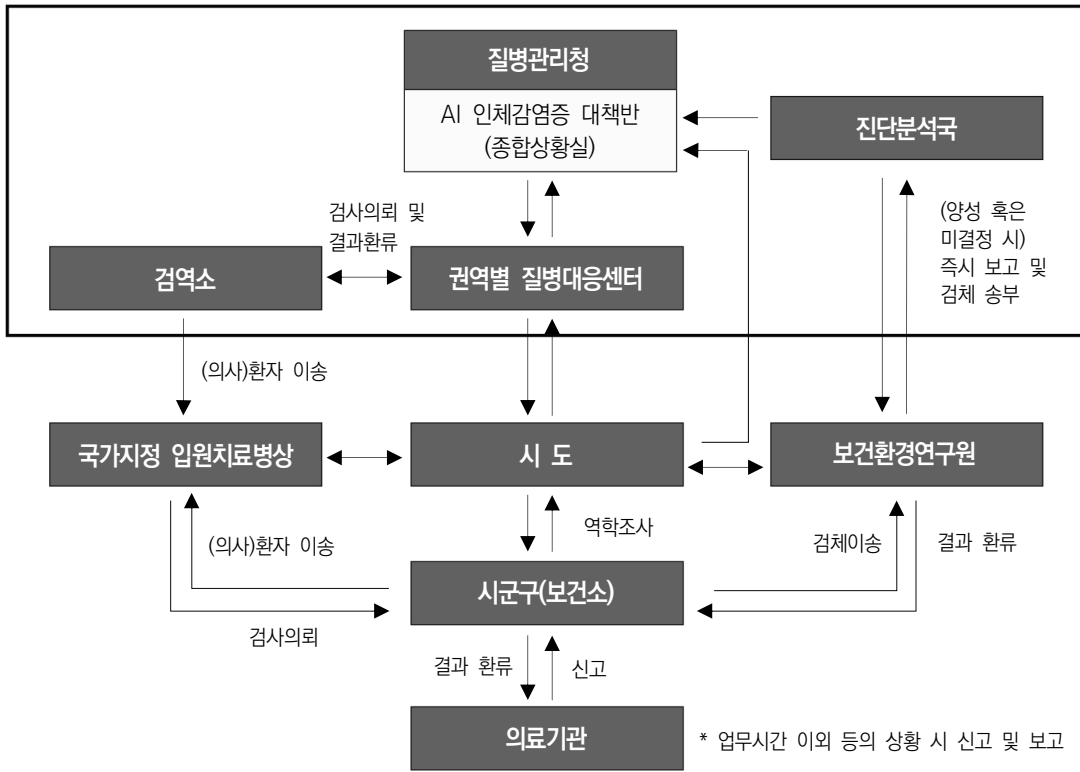 질병관리청
AI 인체감염증 대책반
(종합상황실)
진단분석국
검사의뢰 및
결과환류
(양성 혹은
미결정 시)
즉시 보고 및
검체 송부
검역소
권역별 질병대응센터
(의사)환자 이송
국가지정 입원치료병상
시 도
보건환경연구원
(의사)환자 이송
역학조사
검체이송
결과 환류
시군구(보건소)
검사의뢰
결과 환류
신고
의료기관
* 업무시간 이외 등의 상황 시 신고 및 보고